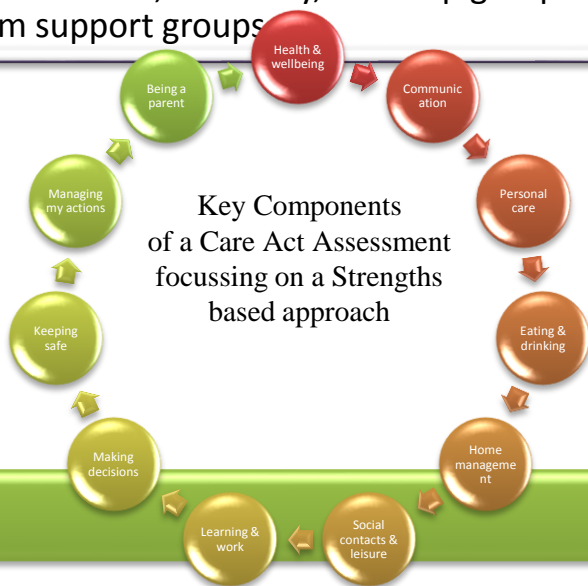 m support groups
Health &
wellbeing
Communic
ation
Personal
care
Eating &
drinking
Home
manageme
nt
Social
contacts &
leisure
Learning &
work
Making
decisions
Keeping
safe
Managing
my actions
Being a
parent
Key Components
of a Care Act Assessment
focussing on a Strengths
based approach